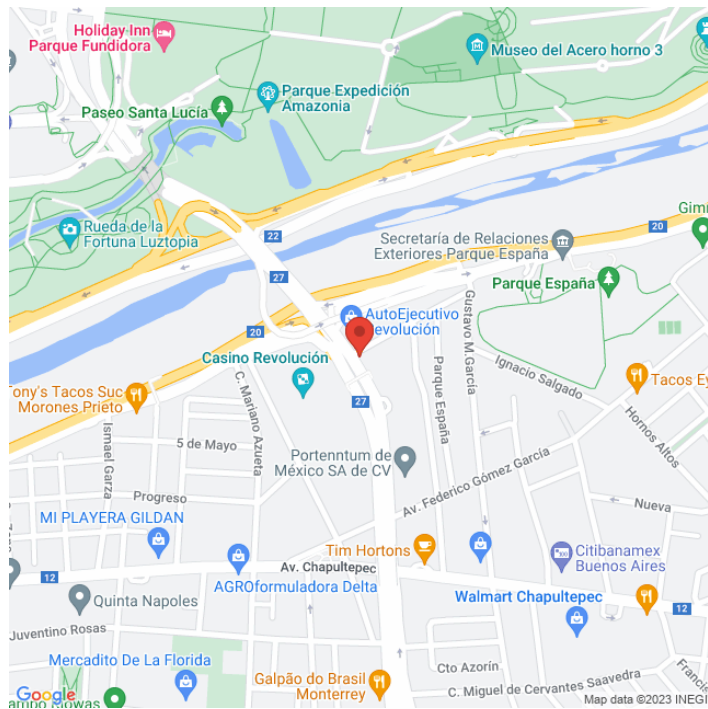 Holiday Inn
Parque Fundidora
Museo del Acero horno 3
Parque Expedición
Amazonia
Paseo Santa Lucía
Rueda de la
Fortuna Luztopia
22
27
20
Secretaría de Relaciones
Exteriores Parque España
Gim
Parque España
AutoEjecutivo
evolución
20
Casino Revolución
Gustavo M.García
Ignacio Salgado
Tony's Tacos Suc
Morones Prieto
C. Mariano Azueta
27
Parque España
Tacos Ey
Hornos Altos
Ismael Garza
5 de Mayo
Portenntum de
México SA de CV
Progreso
Av. Federico Gómez García
Nueva
MI PLAYERA GILDAN
Tim Hortons
Citibanamex
Buenos Aires
12
Av. Chapultepec
AGROformuladora Delta
Quinta Napoles
Walmart Chapultepec
12
Juventino Rosas
Mercadito De La Florida
Cto Azorín
Galpão do Brasil
Monterrey
C. Miguel de Cervantes Saavedra
Francis
ambo Mowas
Google
Map data ©2023 INEGI